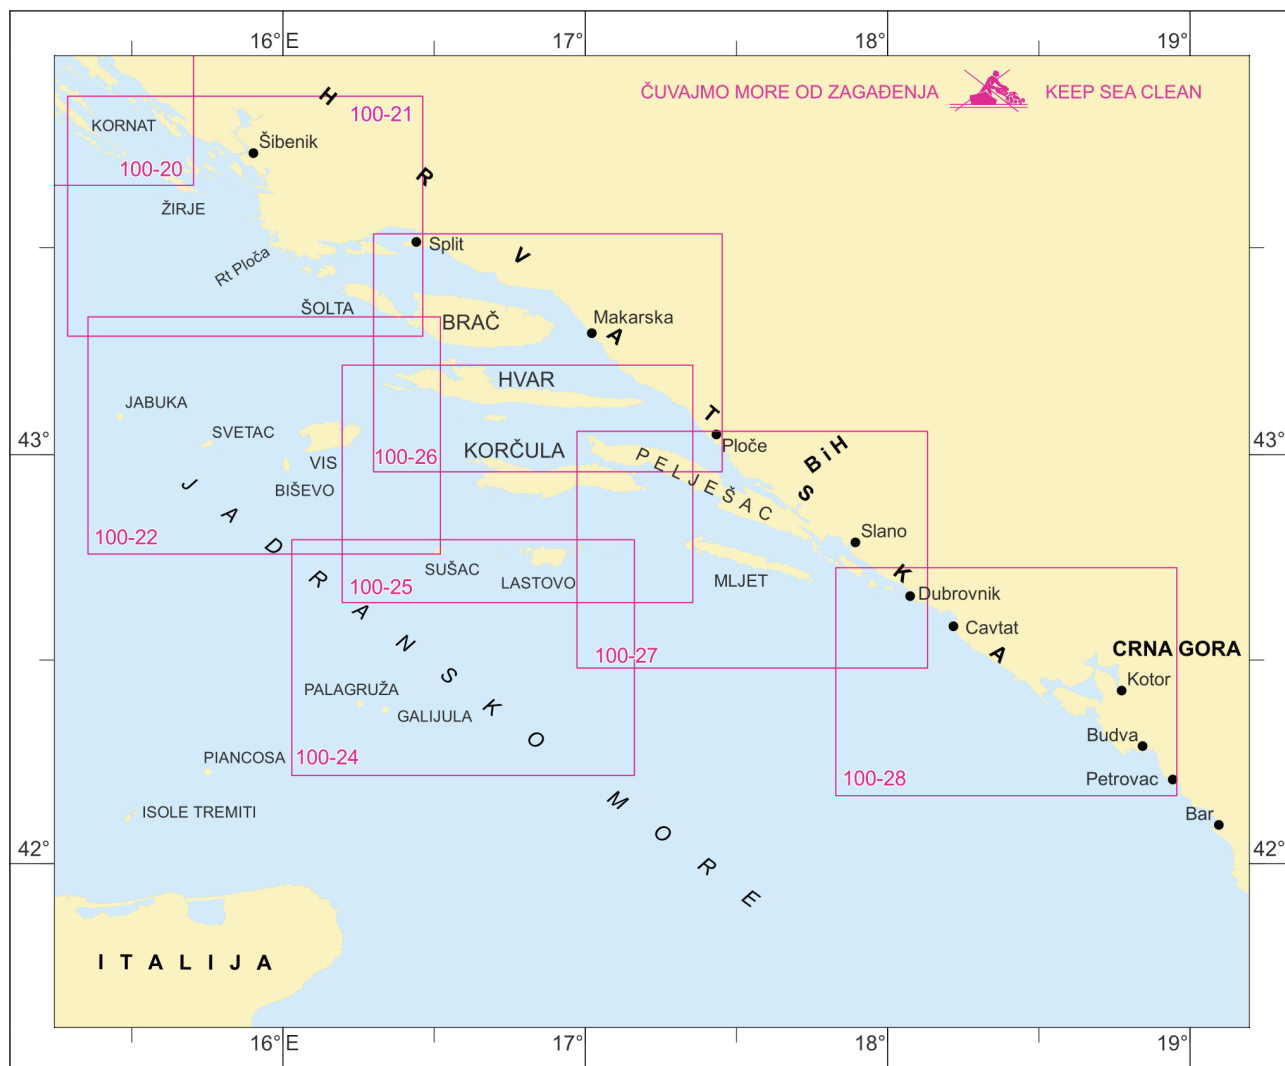 16°E 17° 18° 19°
ČUVAJMO MORE OD ZAGAĐENJA KEEP SEA CLEAN
HRVATSKA
100-21
KORNAT
Šibenik
100-20
ŽIRJE
Split
Rt Ploča
ŠOLTA
BRAČ
Makarska
HVAR
JABUKA
SVETAC
VIS
BIŠEVO
KORČULA
100-26
Ploče
PELJEŠAC
BiH
43° 43°
JADRANSKO MORE
100-22
Slano
SUŠAC
LASTOVO
MLJET
100-25
Dubrovnik
Cavtat
CRNA GORA
100-27
Kotor
PALAGRUŽA
GALIJULA
Budva
PIANCOSA
100-24
100-28
Petrovac
ISOLE TREMITI
Bar
42° 42°
ITALIJA
16°E 17° 18° 19°